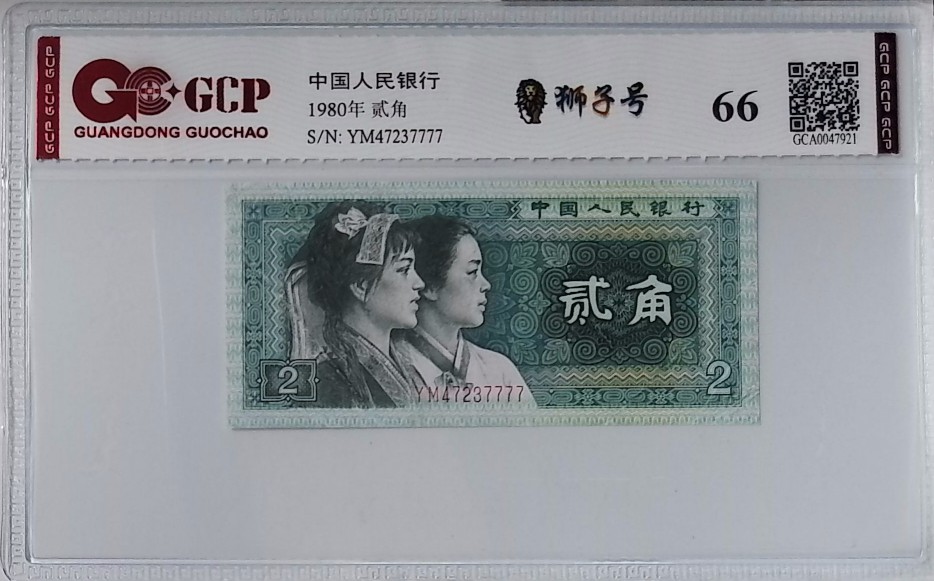 GCP
GUANGDONG GUOCHAO
中国人民银行
1980年 贰角
S/N: YM47237777
狮子号
66
GCA0047921
GCP GCP GCP
GCP GCP GCP
中国人民银行
贰角
2
2
YM47237777